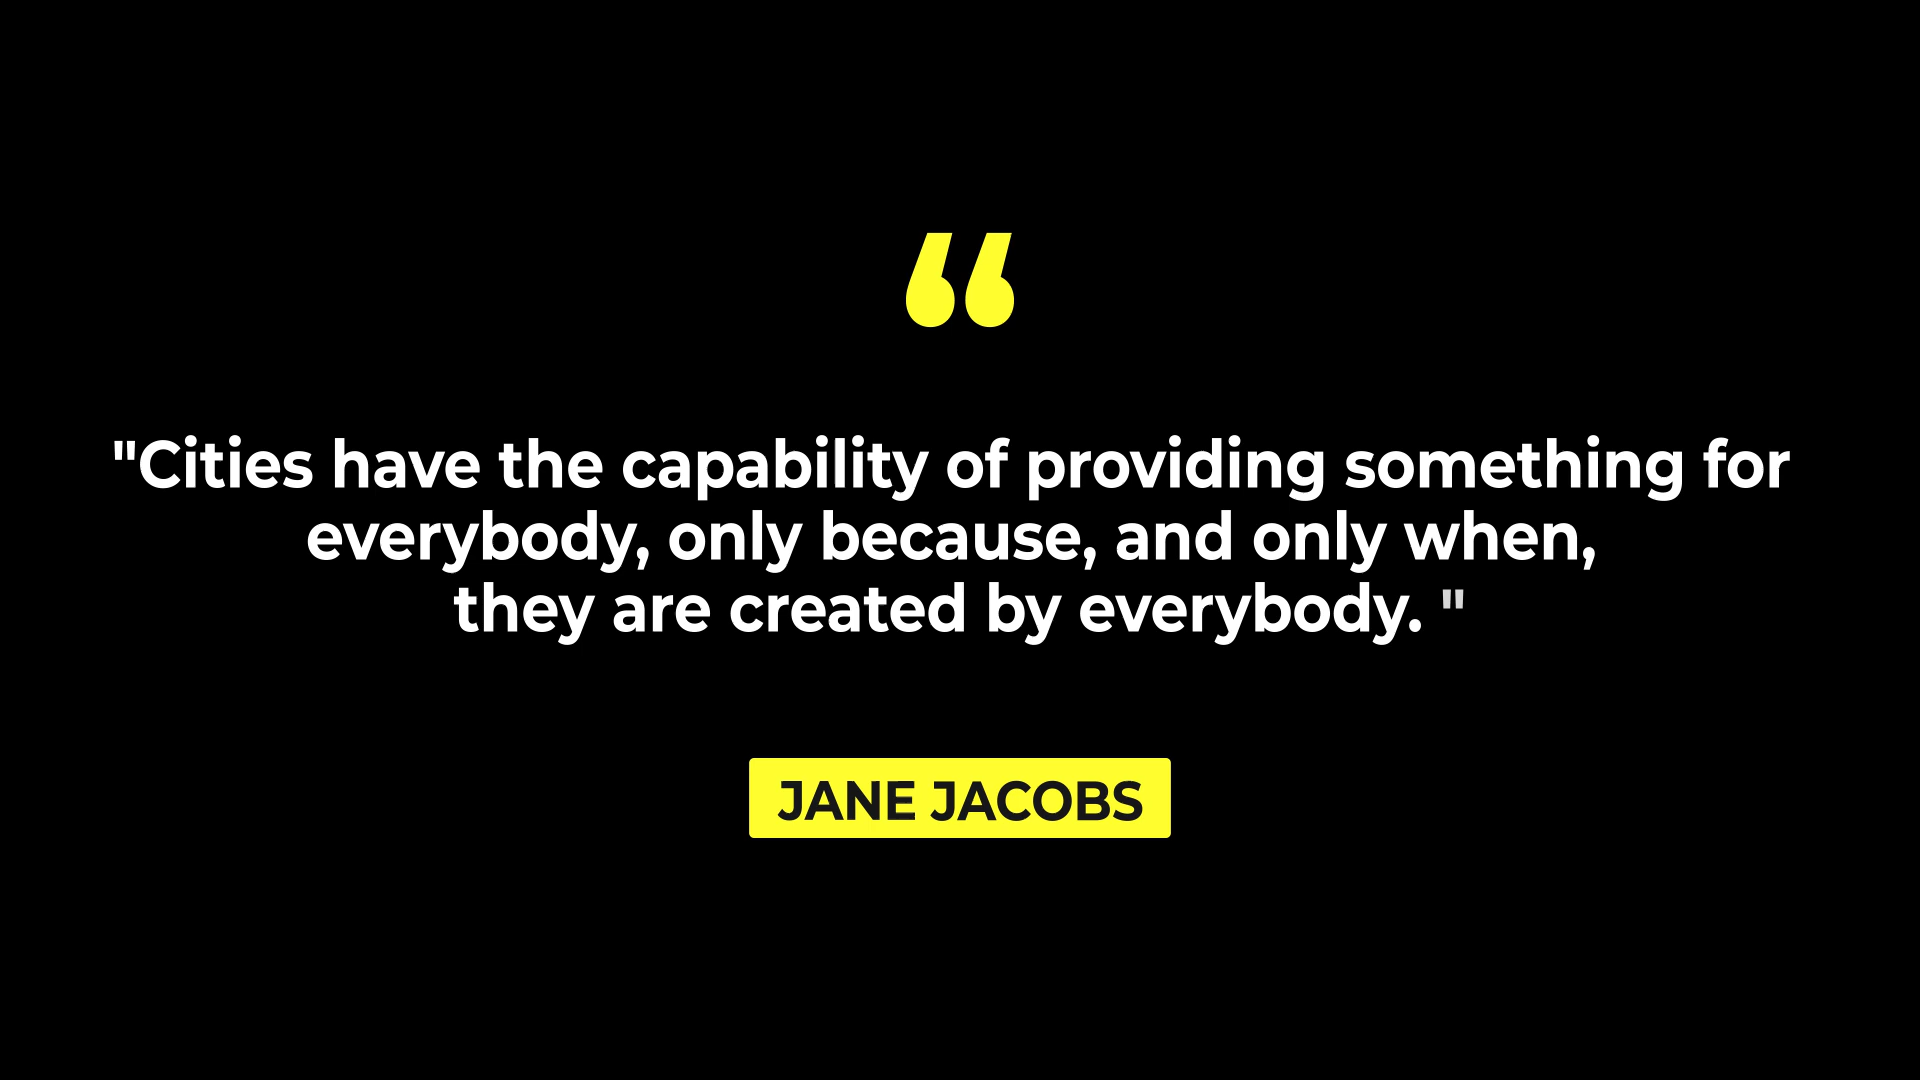 “
"Cities have the capability of providing something for
everybody, only because, and only when,
they are created by everybody. "
JANE JACOBS